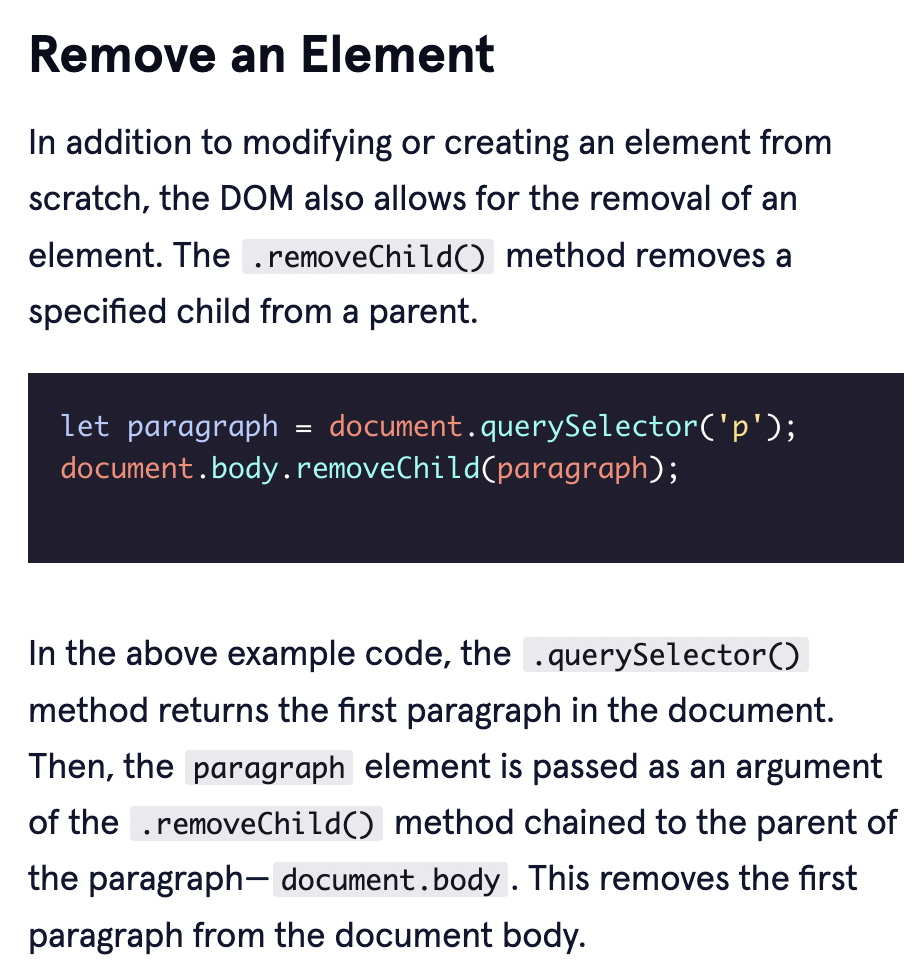 Remove an Element
In addition to modifying or creating an element from
scratch, the DOM also allows for the removal of an
element. The .removeChild() method removes a
specified child from a parent.
let paragraph = document.querySelector('p');
document.body.removeChild(paragraph);
In the above example code, the .querySelector()
method returns the first paragraph in the document.
Then, the paragraph element is passed as an argument
of the .removeChild() method chained to the parent of
the paragraph—document.body. This removes the first
paragraph from the document body.